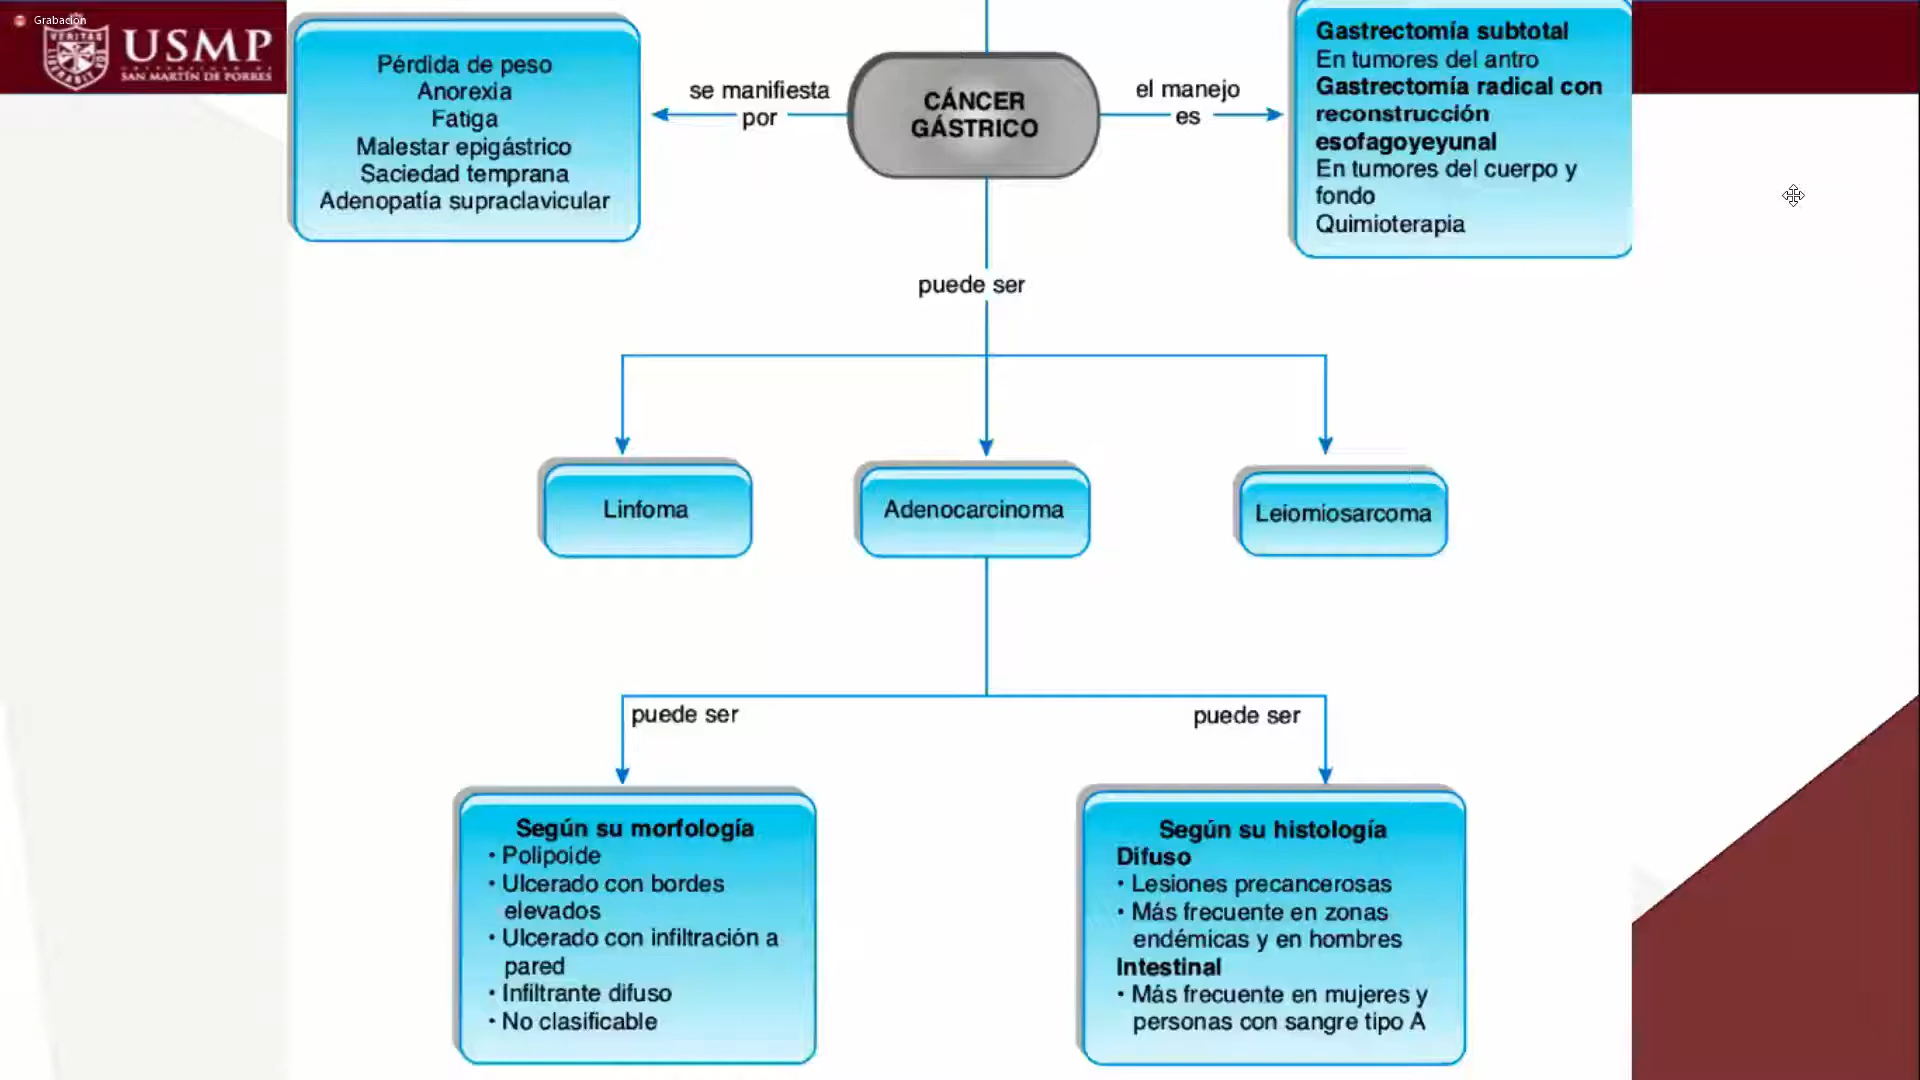 Grabación
VERITAS
USMP
UNIVERSIDAD DE
SAN MARTÍN DE PORRES
Pérdida de peso
Anorexia
Fatiga
Malestar epigástrico
Saciedad temprana
Adenopatía supraclavicular
se manifiesta
por
CÁNCER
GÁSTRICO
el manejo
es
Gastrectomía subtotal
En tumores del antro
Gastrectomía radical con
reconstrucción
esofagoyeyunal
En tumores del cuerpo y
fondo
Quimioterapia
puede ser
Linfoma
Adenocarcinoma
Leiomiosarcoma
puede ser
puede ser
Según su morfología
• Polipoide
• Ulcerado con bordes
elevados
• Ulcerado con infiltración a
pared
• Infiltrante difuso
• No clasificable
Según su histología
Difuso
• Lesiones precancerosas
• Más frecuente en zonas
endémicas y en hombres
Intestinal
• Más frecuente en mujeres y
personas con sangre tipo A